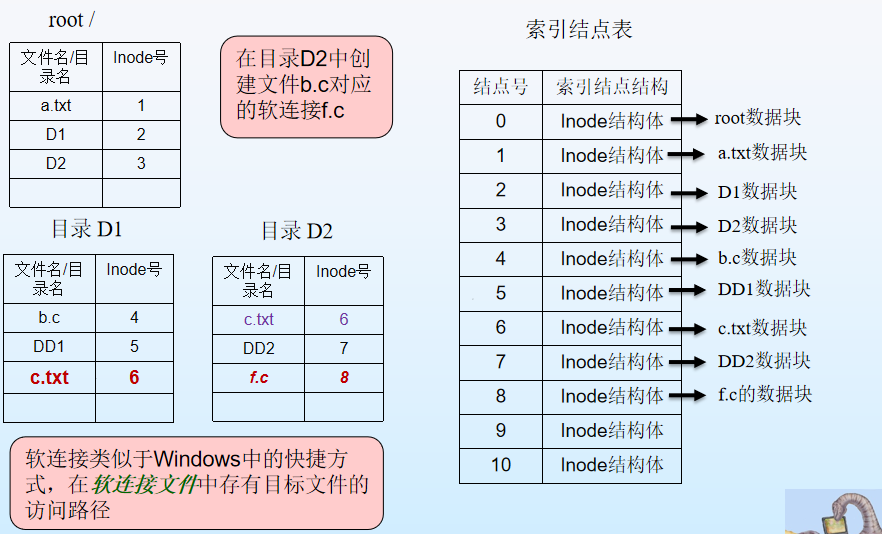 root /
文件名/目
录名
Inode号
a.txt
1
D1
2
D2
3
在目录D2中创
建文件b.c对应
的软连接f.c
目录 D1
文件名/目
录名
Inode号
b.c
4
DD1
5
c.txt
6
目录 D2
文件名/目
录名
Inode号
c.txt
6
DD2
7
f.c
8
软连接类似于Windows中的快捷方
式，在软连接文件中存有目标文件的
访问路径
索引结点表
结点号
索引结点结构
0
Inode结构体
root数据块
1
Inode结构体
a.txt数据块
2
Inode结构体
D1数据块
3
Inode结构体
D2数据块
4
Inode结构体
b.c数据块
5
Inode结构体
DD1数据块
6
Inode结构体
c.txt数据块
7
Inode结构体
DD2数据块
8
Inode结构体
f.c的数据块
9
Inode结构体
10
Inode结构体